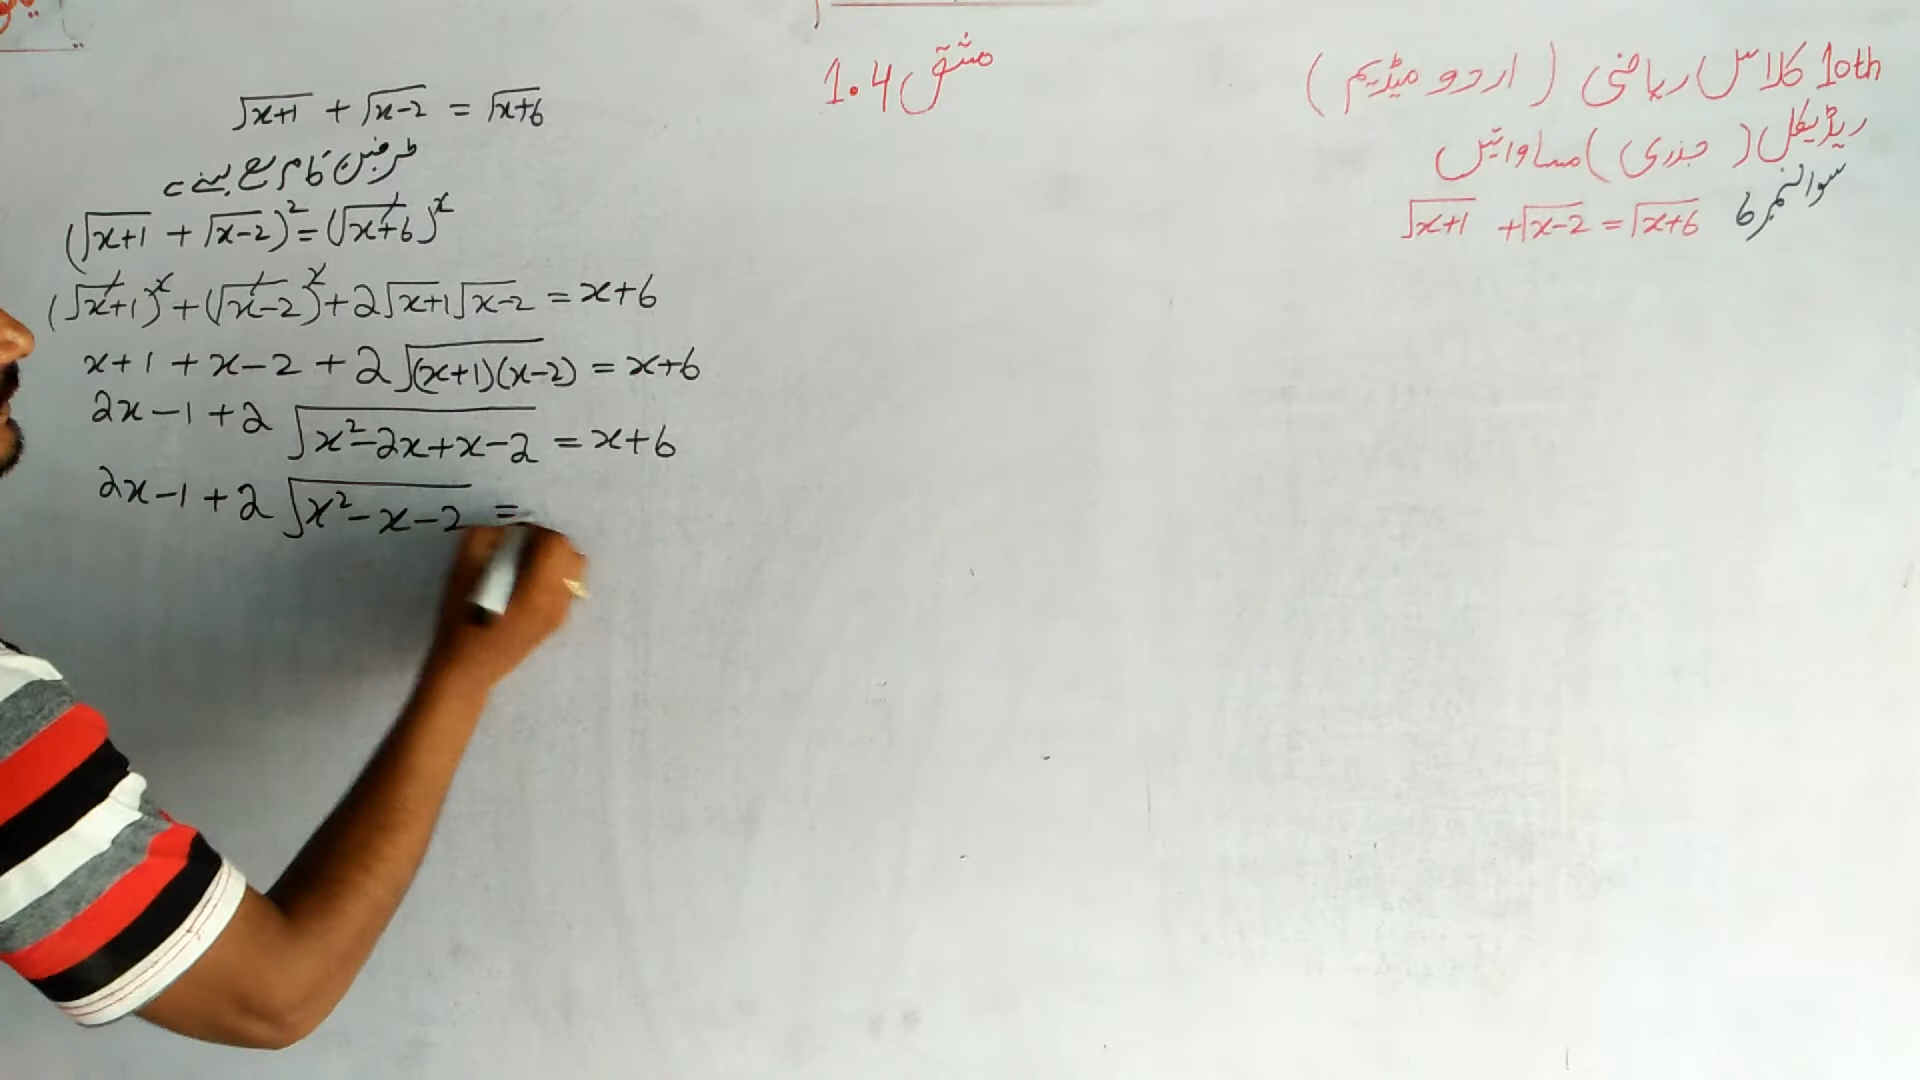 مشق 1.4
10th کلاس ریاضی ( اردو میڈیم )
ریڈیکل ( جذری ) مساواتیں
سوال نمبر 6 √x+1 + √x-2 = √x+6
√x+1 + √x-2 = √x+6
طرفین کا مربع لینے سے
(√x+1 + √x-2)² = (√x+6)²
(√x+1)² + (√x-2)² + 2√x+1 √x-2 = x+6
x+1 + x-2 + 2√(x+1)(x-2) = x+6
2x-1 + 2√x²-2x+x-2 = x+6
2x-1 + 2√x²-x-2 =